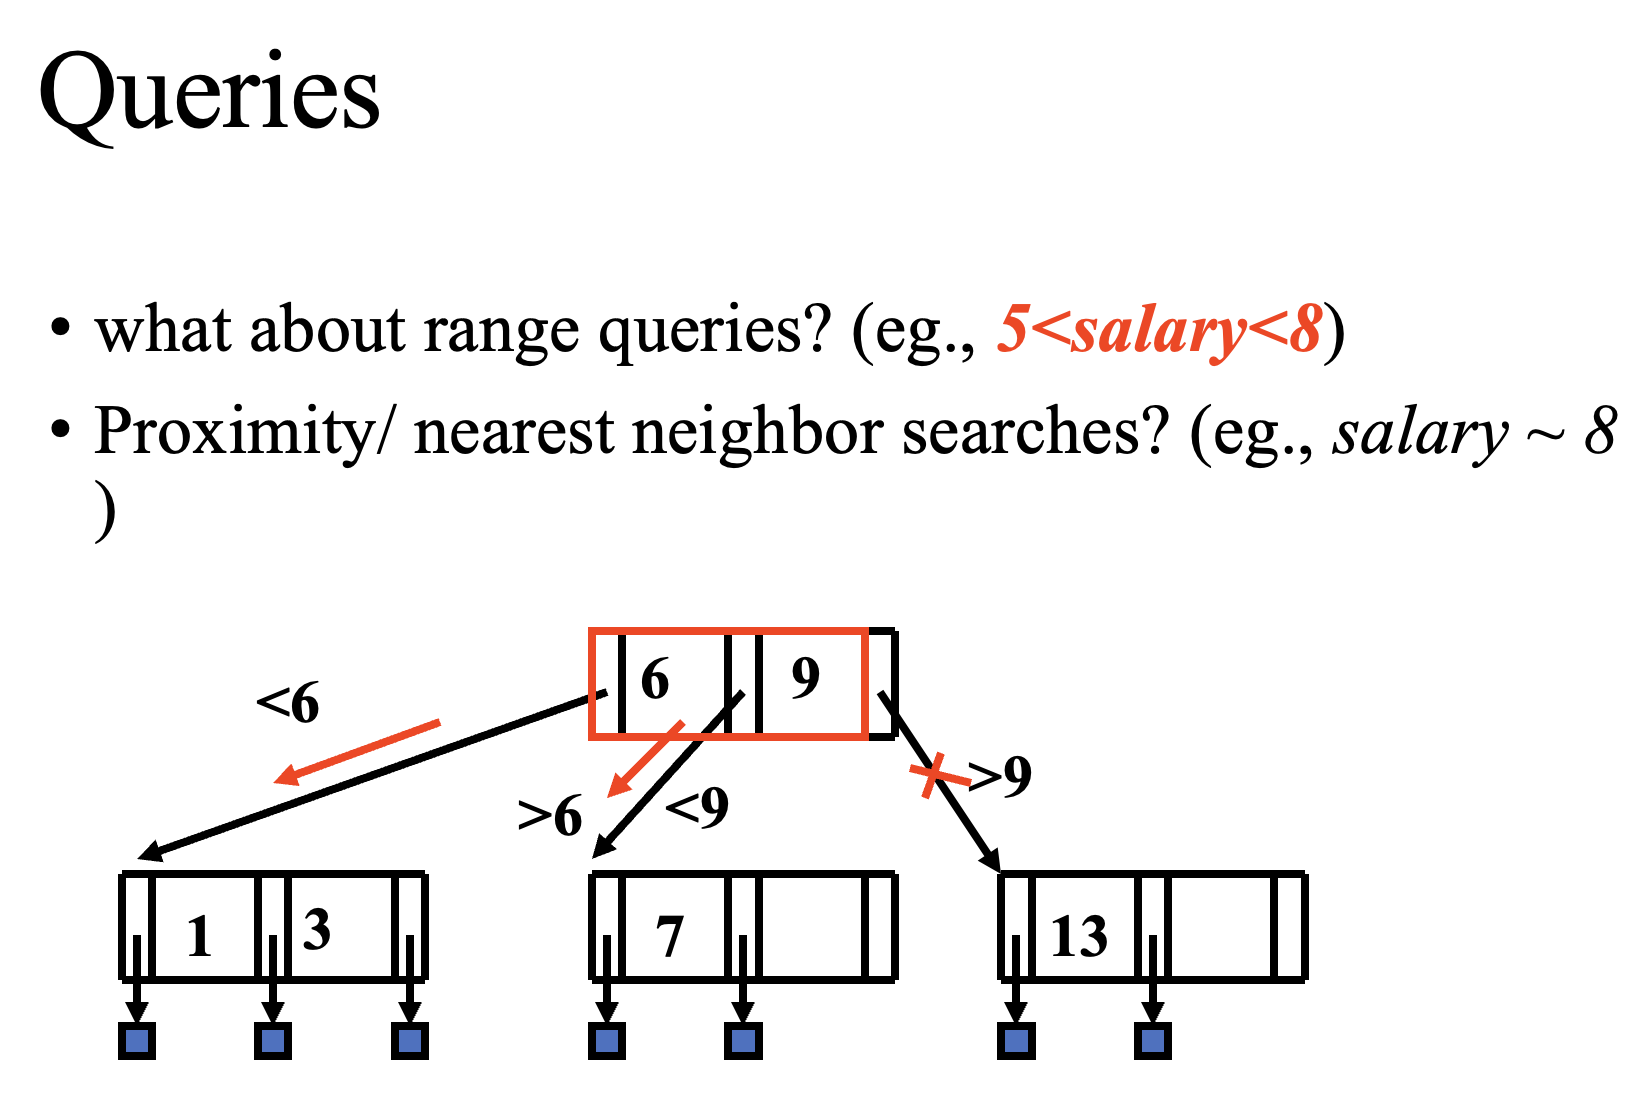 Queries
• what about range queries? (eg., 5<salary<8)
• Proximity/ nearest neighbor searches? (eg., salary ~ 8
)
6 9
<6
>6 <9 >9
1 3 7 13